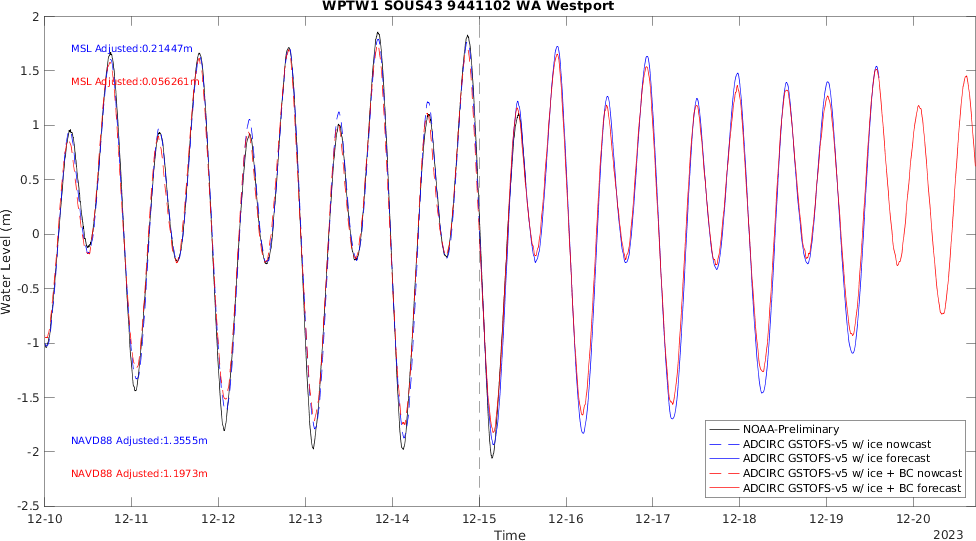 WPTW1 SOUS43 9441102 WA Westport
2
1.5
1
0.5
0
-0.5
-1
-1.5
-2
-2.5
Water Level (m)
MSL Adjusted:0.21447m
MSL Adjusted:0.056261m
NAVD88 Adjusted:1.3555m
NAVD88 Adjusted:1.1973m
NOAA-Preliminary
ADCIRC GSTOFS-v5 w/ ice nowcast
ADCIRC GSTOFS-v5 w/ ice forecast
ADCIRC GSTOFS-v5 w/ ice + BC nowcast
ADCIRC GSTOFS-v5 w/ ice + BC forecast
12-10 12-11 12-12 12-13 12-14 12-15 12-16 12-17 12-18 12-19 12-20
Time
2023